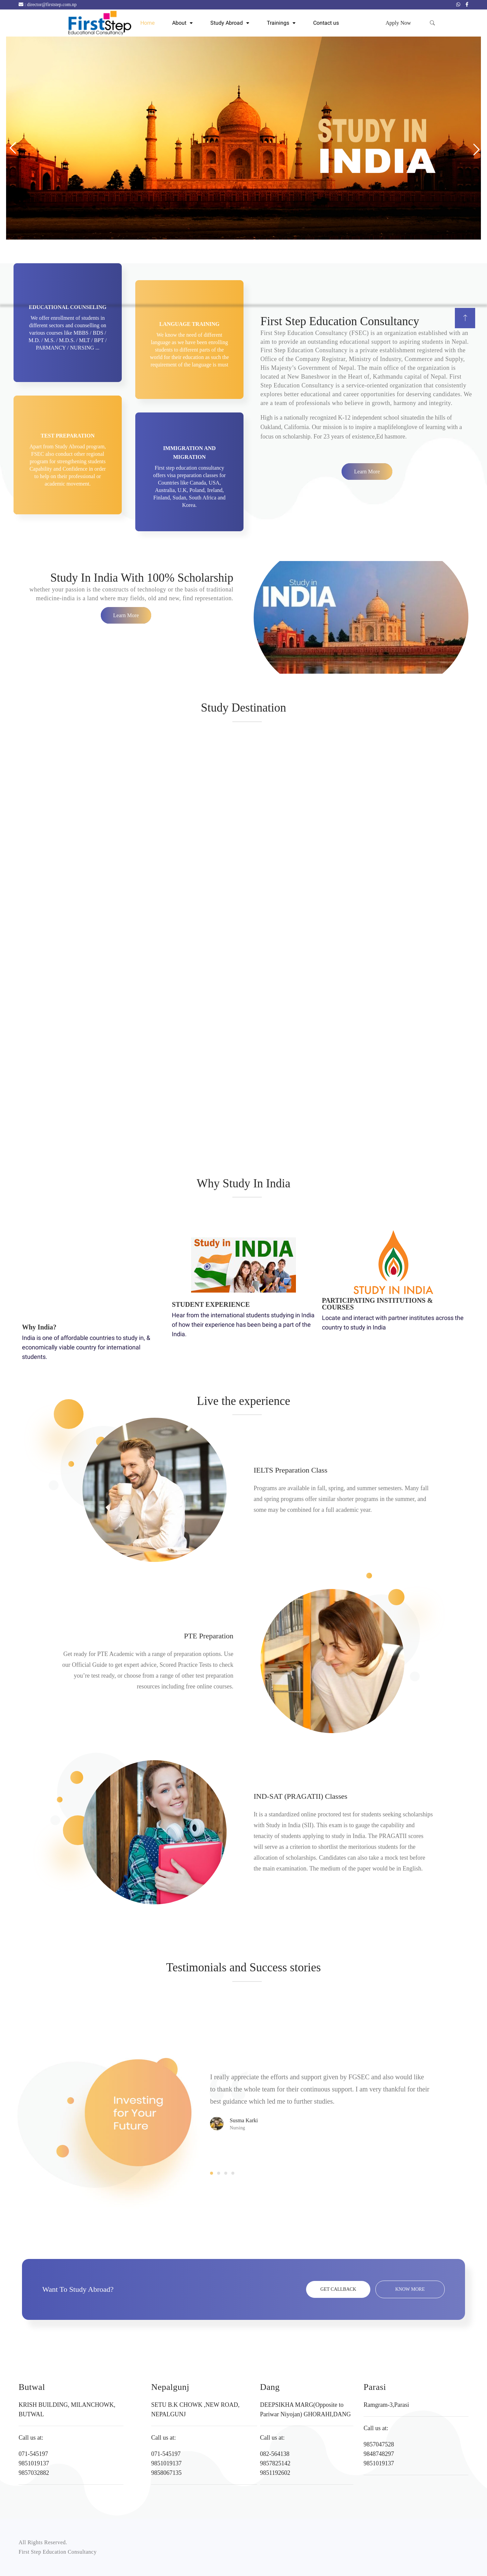 director@firststep.com.np
FirstStep
Educational Consultancy
Home
About
Study Abroad
Trainings
Contact us
Apply Now
STUDY IN
INDIA
EDUCATIONAL COUNSELING
We offer enrollment of students in
different sectors and counselling on
various courses like MBBS / BDS /
M.D. / M.S. / M.D.S. / MLT / BPT /
PARMANCY / NURSING ...
LANGUAGE TRAINING
We know the need of different
language so we have been enrolling
students to different parts of the
world for their education as such the
requirement of the language is must
TEST PREPARATION
Apart from Study Abroad program,
FSEC also conduct other regional
program for strengthening students
Capability and Confidence in order
to help on their professional or
academic movement.
IMMIGRATION AND
MIGRATION
First step education consultancy
offers visa preparation classes for
Countries like Canada, USA,
Australia, U.K, Poland, Ireland,
Finland, Sudan, South Africa and
Korea.
First Step Education Consultancy
First Step Education Consultancy (FSEC) is an organization established with an
aim to provide an outstanding educational support to aspiring students in Nepal.
First Step Education Consultancy is a private establishment registered with the
Office of the Company Registrar, Ministry of Industry, Commerce and Supply,
His Majesty's Government of Nepal. The main office of the organization is
located at New Baneshwor in the Heart of, Kathmandu capital of Nepal. First
Step Education Consultancy is a service-oriented organization that consistently
explores better educational and career opportunities for deserving candidates. We
are a team of professionals who believe in growth, harmony and integrity.
High is a nationally recognized K-12 independent school situatedin the hills of
Oakland, California. Our mission is to inspire a maplifelonglove of learning with a
focus on scholarship. For 23 years of existence,Ed hasmore.
Learn More
Study In India With 100% Scholarship
whether your passion is the constructs of technology or the basis of traditional
medicine-india is a land where may fields, old and new, find representation.
Learn More
Study in
INDIA
Study Destination
Why Study In India
Why India?
India is one of affordable countries to study in, &
economically viable country for international
students.
Study in INDIA
STUDENT EXPERIENCE
Hear from the international students studying in India
of how their experience has been being a part of the
India.
STUDY IN INDIA
PARTICIPATING INSTITUTIONS &
COURSES
Locate and interact with partner institutes across the
country to study in India
Live the experience
IELTS Preparation Class
Programs are available in fall, spring, and summer semesters. Many fall
and spring programs offer similar shorter programs in the summer, and
some may be combined for a full academic year.
PTE Preparation
Get ready for PTE Academic with a range of preparation options. Use
our Official Guide to get expert advice, Scored Practice Tests to check
you're test ready, or choose from a range of other test preparation
resources including free online courses.
IND-SAT (PRAGATII) Classes
It is a standardized online proctored test for students seeking scholarships
with Study in India (SII). This exam is to gauge the capability and
tenacity of students applying to study in India. The PRAGATII scores
will serve as a criterion to shortlist the meritorious students for the
allocation of scholarships. Candidates can also take a mock test before
the main examination. The medium of the paper would be in English.
Testimonials and Success stories
Investing
for Your
Future
I really appreciate the efforts and support given by FGSEC and also would like
to thank the whole team for their continuous support. I am very thankful for their
best guidance which led me to further studies.
Susma Karki
Nursing
Want To Study Abroad?
GET CALLBACK
KNOW MORE
Butwal
KRISH BUILDING, MILANCHOWK,
BUTWAL
Call us at:
071-545197
9851019137
9857032882
Nepalgunj
SETU B.K CHOWK ,NEW ROAD,
NEPALGUNJ
Call us at:
071-545197
9851019137
9858067135
Dang
DEEPSIKHA MARG(Opposite to
Pariwar Niyojan) GHORAHI,DANG
Call us at:
082-564138
9857825142
9851192602
Parasi
Ramgram-3,Parasi
Call us at:
9857047528
9848748297
9851019137
All Rights Reserved.
First Step Education Consultancy